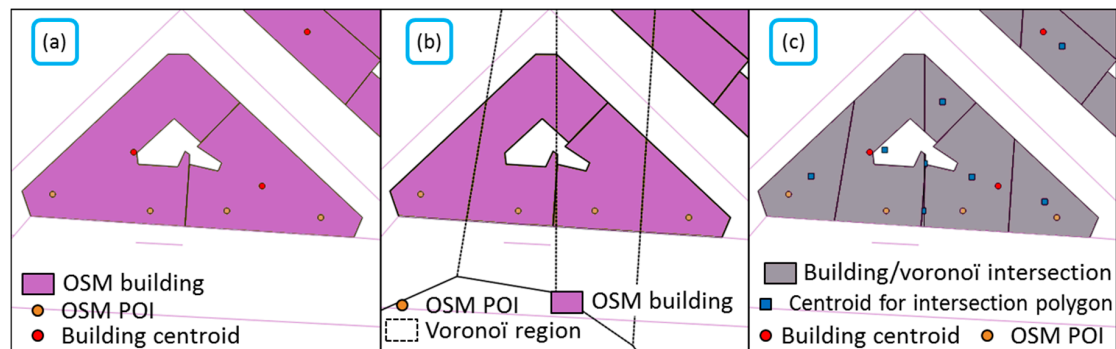 (a)
OSM building
OSM POI
Building centroid
(b)
OSM POI
OSM building
Voronoï region
(c)
Building/voronoï intersection
Centroid for intersection polygon
Building centroid
OSM POI